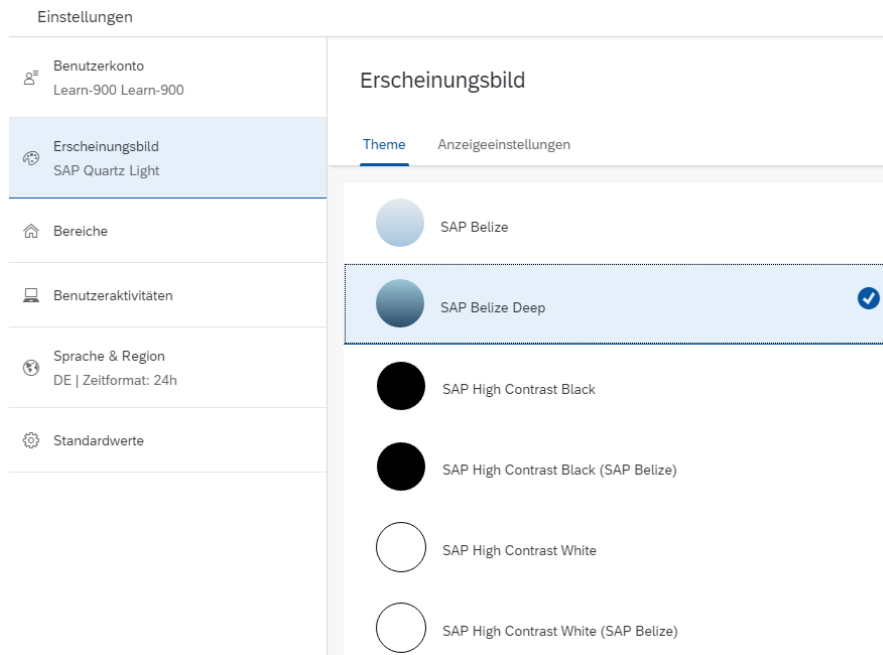 Einstellungen
Benutzerkonto
Learn-900 Learn-900
Erscheinungsbild
SAP Quartz Light
Bereiche
Benutzeraktivitäten
Sprache & Region
DE | Zeitformat: 24h
Standardwerte
Erscheinungsbild
Theme Anzeigeeinstellungen
SAP Belize
SAP Belize Deep
SAP High Contrast Black
SAP High Contrast Black (SAP Belize)
SAP High Contrast White
SAP High Contrast White (SAP Belize)